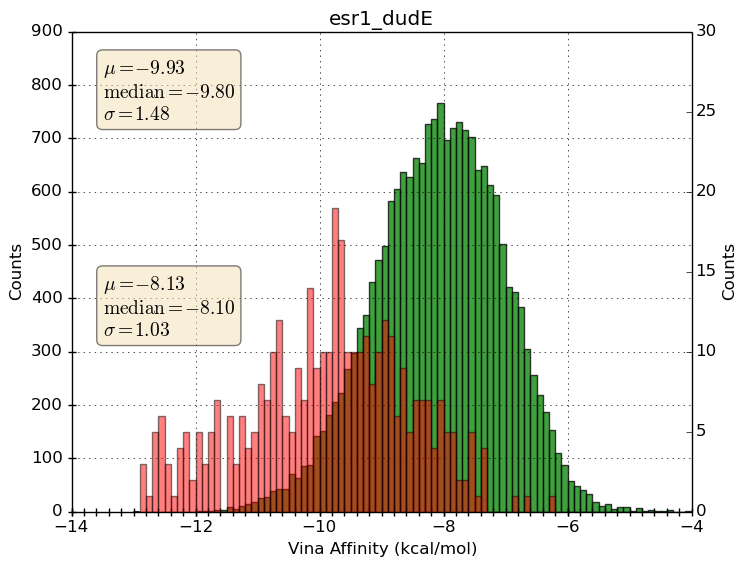 esr1_dudE
900
800
700
600
500
400
300
200
100
0
Counts
μ=−9.93
median=−9.80
σ=1.48
μ=−8.13
median=−8.10
σ=1.03
30
25
20
15
10
5
0
Counts
−14
−12
−10
−8
−6
−4
Vina Affinity (kcal/mol)